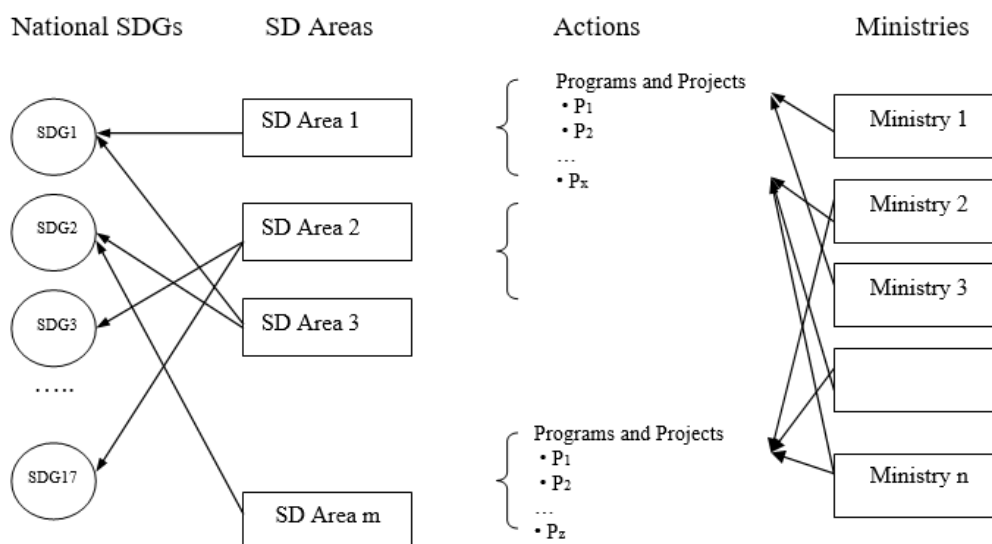 National SDGs
SD Areas
Actions
Ministries
SDG1
SDG2
SDG3
.....
SDG17
SD Area 1
SD Area 2
SD Area 3
SD Area m
Programs and Projects
• P1
• P2
...
• Px
Programs and Projects
• P1
• P2
...
• Pz
Ministry 1
Ministry 2
Ministry 3
Ministry n